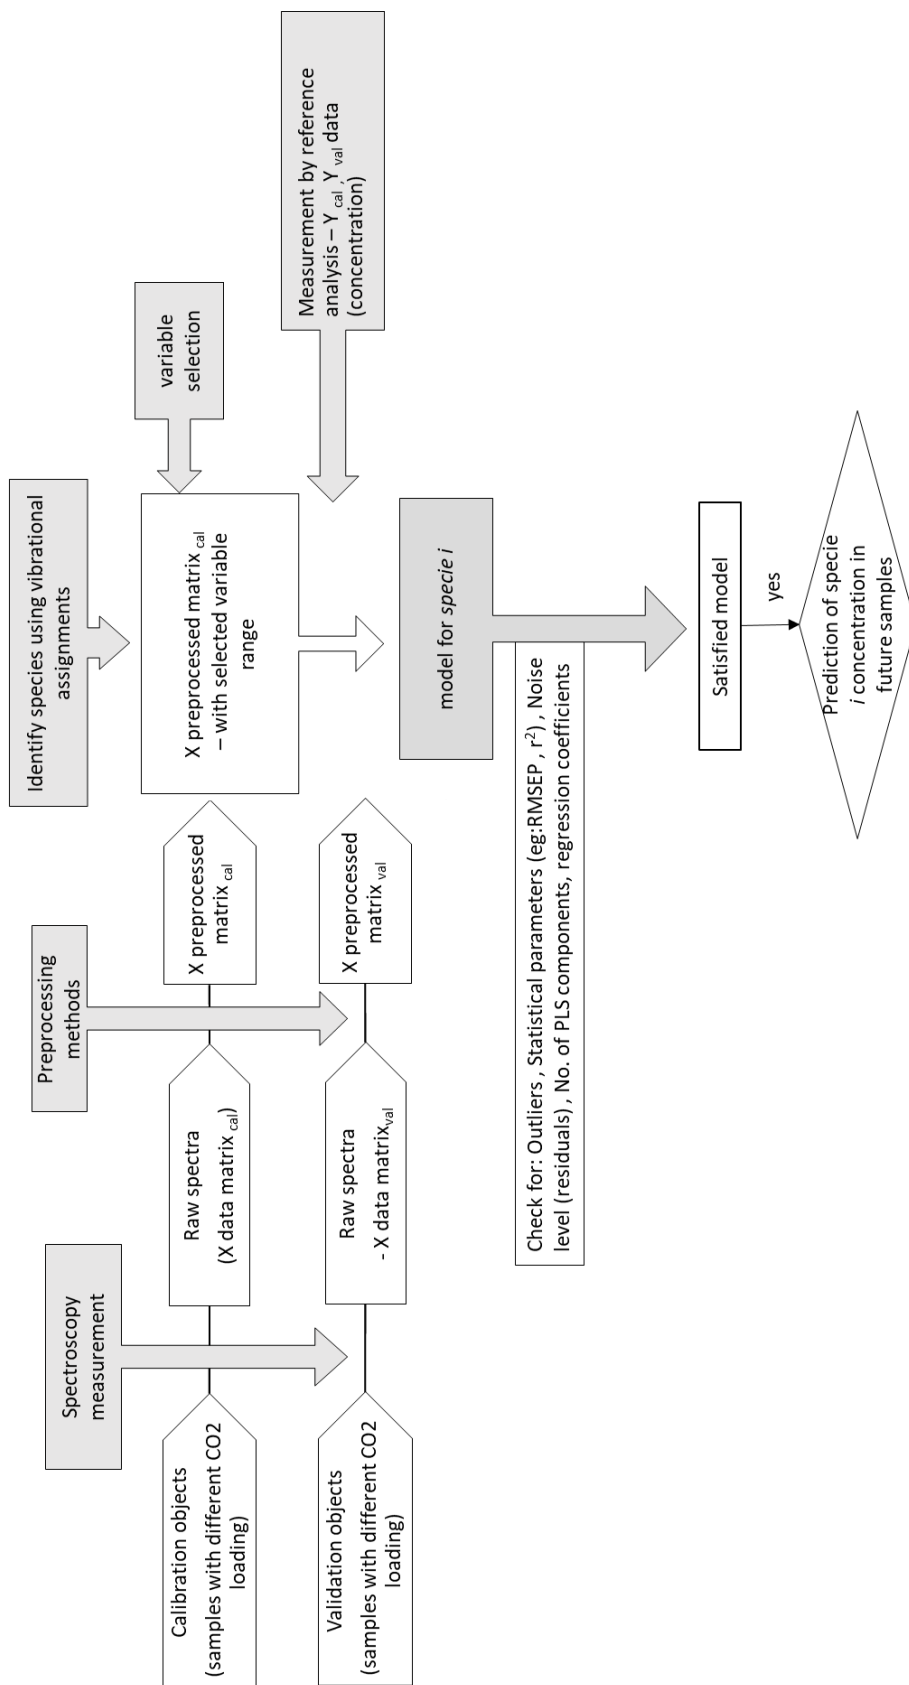 Identify species using vibrational
assignments
Preprocessing
methods
Spectroscopy
measurement
variable
selection
Calibration objects
(samples with different CO2
loading)
Raw spectra
(X data matrix cal)
X preprocessed
matrix cal
X preprocessed matrix cal
– with selected variable
range
Measurement by reference
analysis – Y cal ,Y val data
(concentration)
Validation objects
(samples with different CO2
loading)
Raw spectra
- X data matrixval
X preprocessed
matrix val
model for specie i
Check for: Outliers , Statistical parameters (eg:RMSEP , r2) , Noise
level (residuals) , No. of PLS components, regression coefficients
Satisfied model
yes
Prediction of specie
i concentration in
future samples